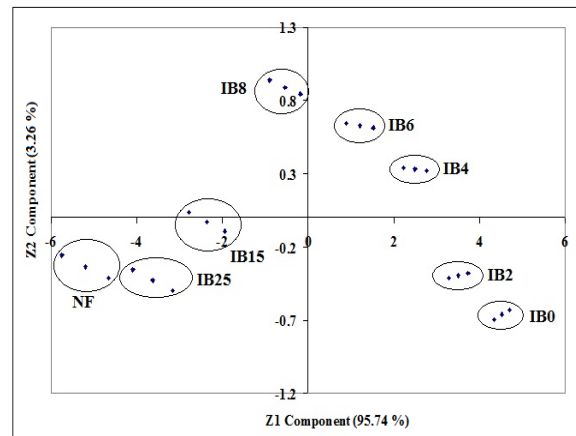 1.3
IB8
0.8
IB6
IB4
0.3
-6
-4
-2
0
2
4
6
-0.2
IB15
IB25
NF
IB2
-0.7
IB0
-1.2
Z2 Component (3.26 %)
Z1 Component (95.74 %)